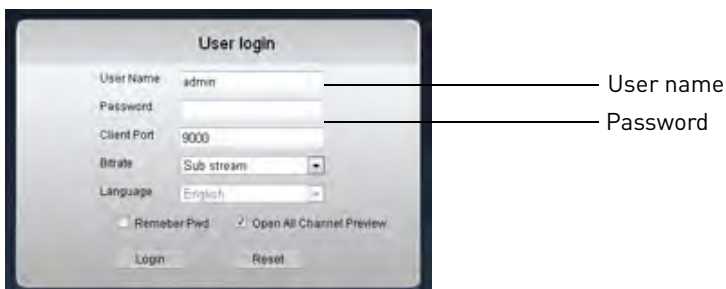 User login
User Name admin
Password
Client Port 9000
Bitrate Sub stream
Language English
Remeber Pwd Open All Channel Preview
Login Reset
User name
Password